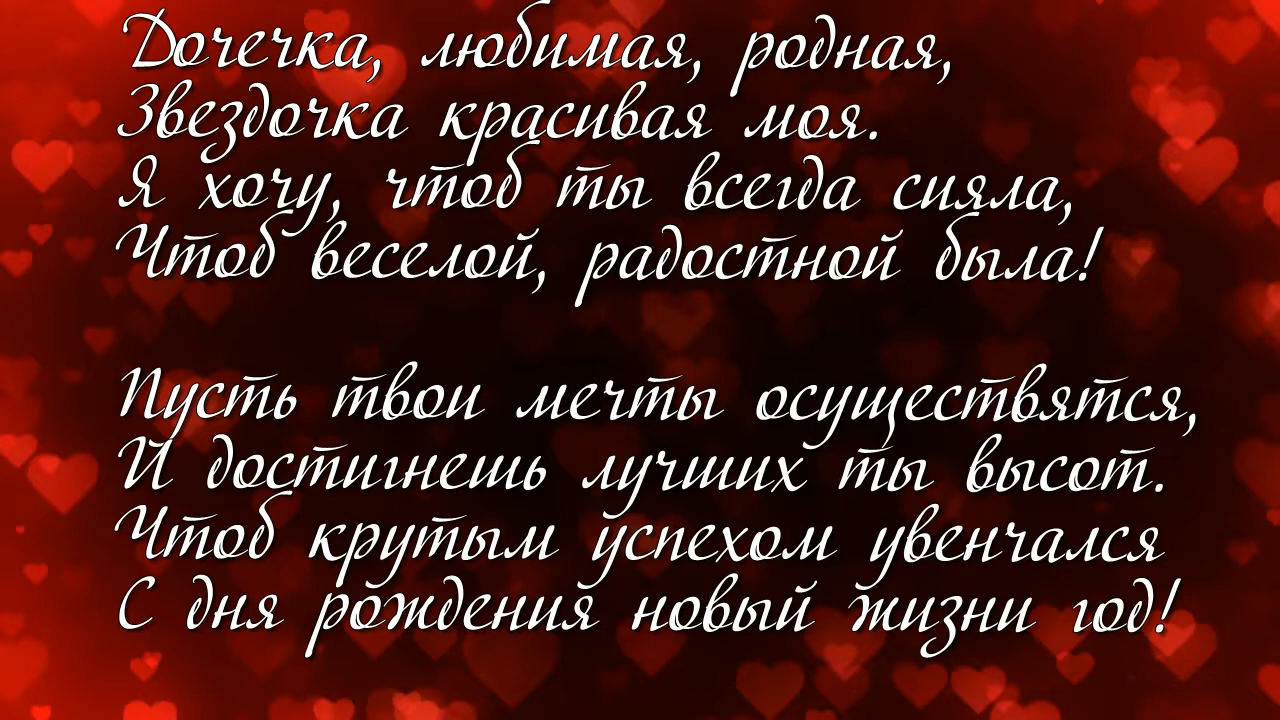 Дочечка, любимая, родная,
Звездочка красивая моя.
Я хочу, чтоб ты всегда сияла,
Чтоб веселой, радостной была!
Пусть твои мечты осуществятся,
И достигнешь лучших ты высот.
Чтоб крутым успехом увенчался
С дня рождения новый жизни год!